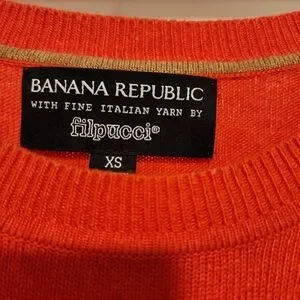 BANANA REPUBLIC
WITH FINE ITALIAN YARN BY
filpucci®
XS